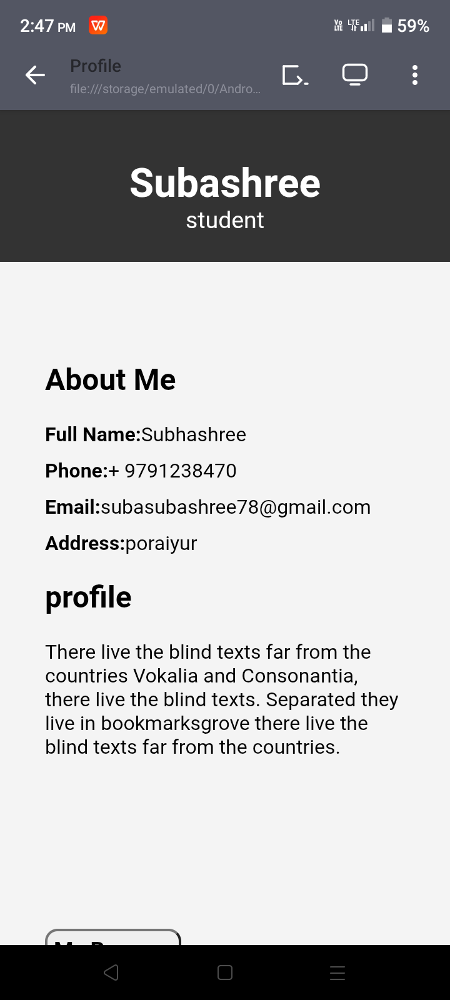 2:47 PM
Vo LTE LTE 59%
Profile
file:///storage/emulated/0/Andro...
Subashree
student
About Me
Full Name:Subhashree
Phone:+ 9791238470
Email:subasubashree78@gmail.com
Address:poraiyur
profile
There live the blind texts far from the
countries Vokalia and Consonantia,
there live the blind texts. Separated they
live in bookmarksgrove there live the
blind texts far from the countries.